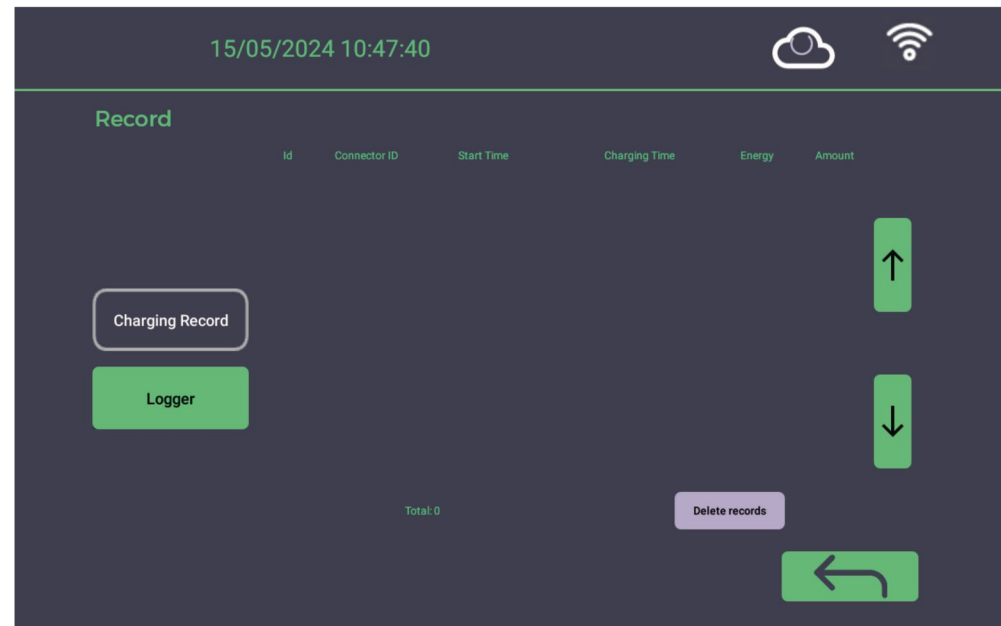 15/05/2024 10:47:40
Record
Id Connector ID Start Time Charging Time Energy Amount
Charging Record
Logger
Total: 0
Delete records